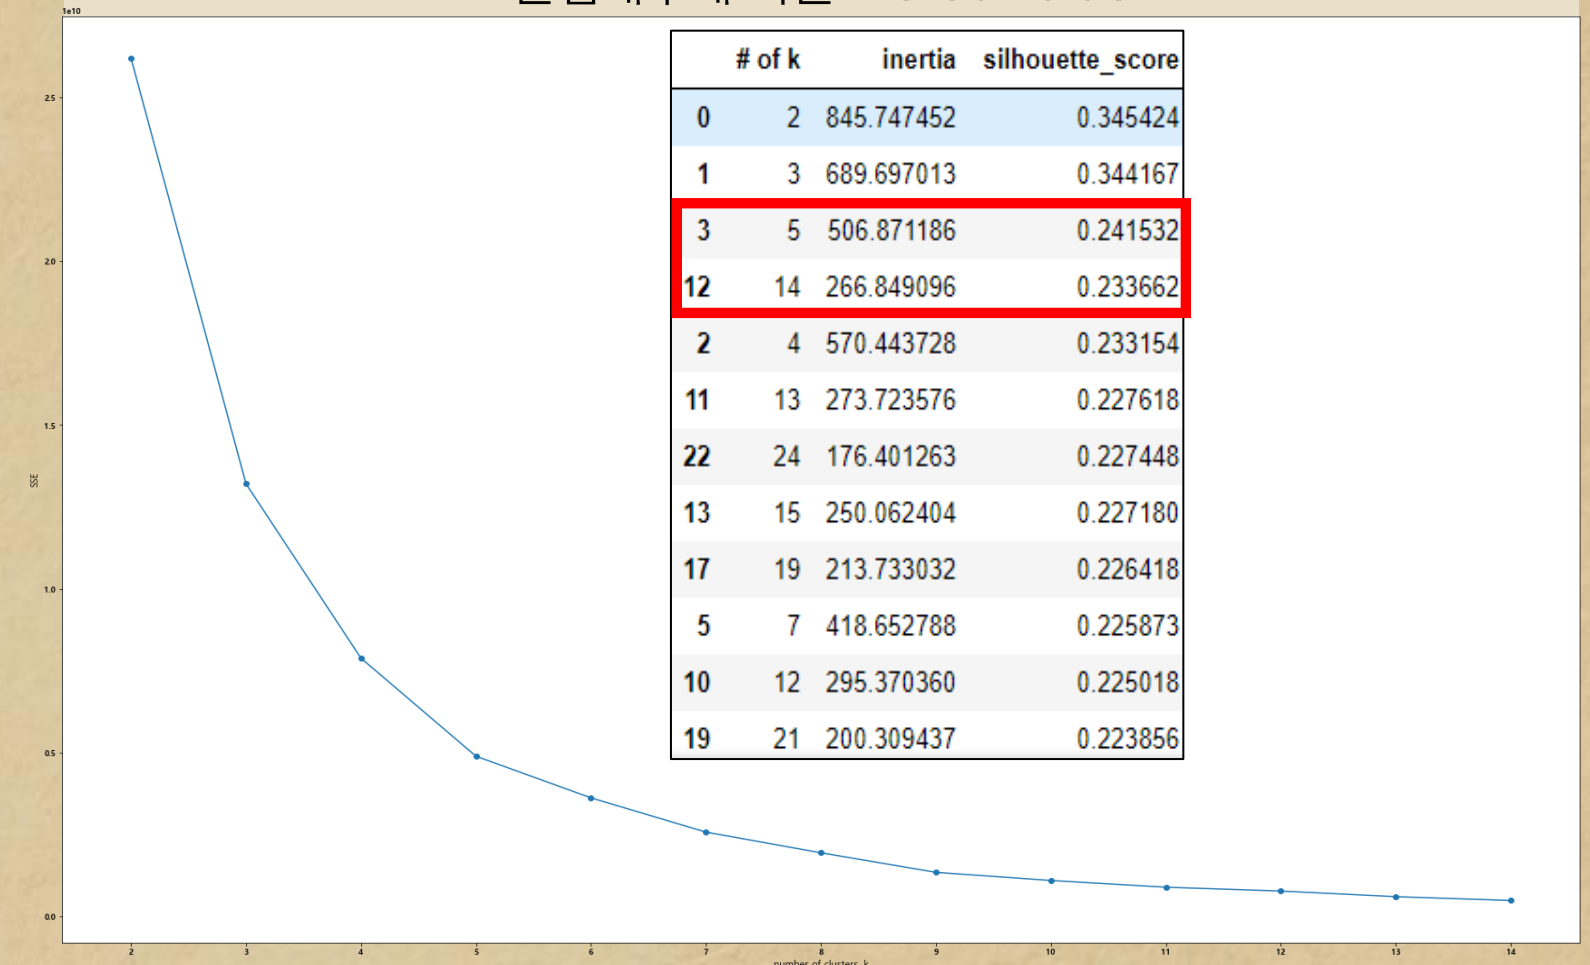 1e10
# of k inertia silhouette_score
0 2 845.747452 0.345424
1 3 689.697013 0.344167
3 5 506.871186 0.241532
12 14 266.849096 0.233662
2 4 570.443728 0.233154
11 13 273.723576 0.227618
22 24 176.401263 0.227448
13 15 250.062404 0.227180
17 19 213.733032 0.226418
5 7 418.652788 0.225873
10 12 295.370360 0.225018
19 21 200.309437 0.223856
2.5
2.0
1.5
1.0
0.5
0.0
SSE
2 3 4 5 6 7 8 9 10 11 12 13 14
number of clusters, k